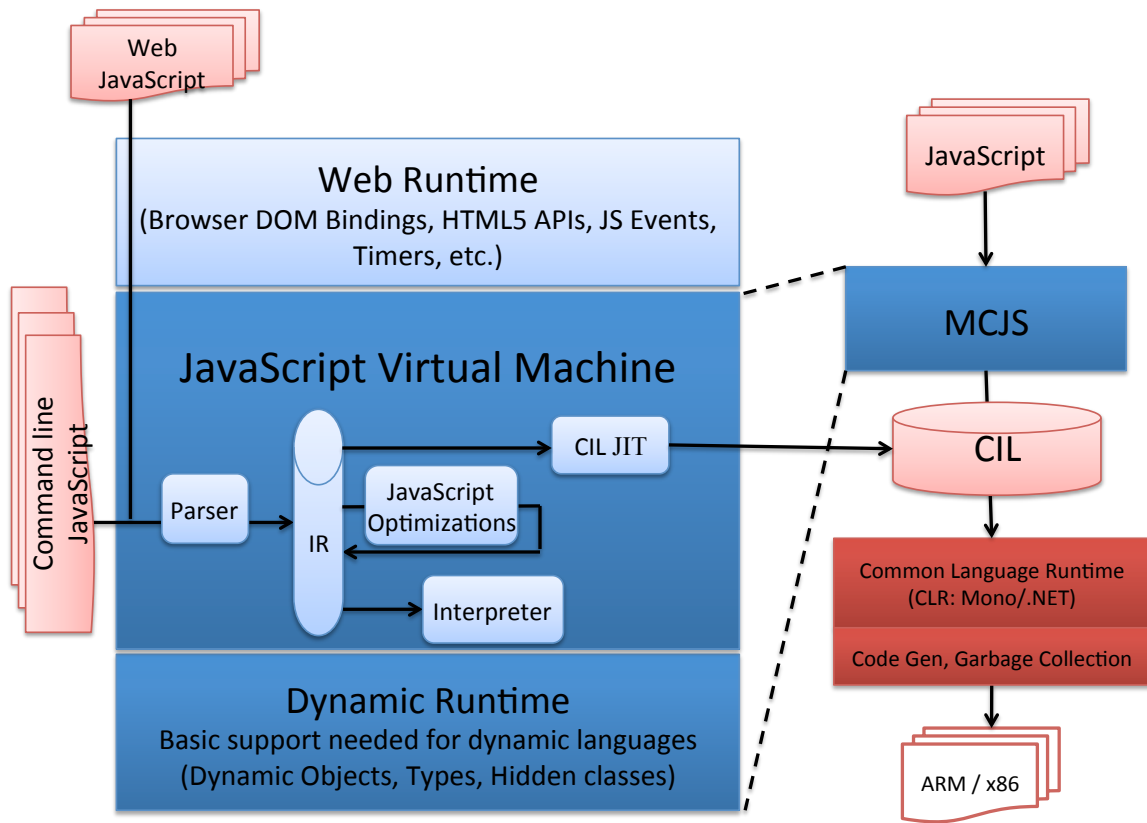 Web
JavaScript
Web Runtime
(Browser DOM Bindings, HTML5 APIs, JS Events,
Timers, etc.)
JavaScript Virtual Machine
Command line
JavaScript
Parser
IR
CIL JIT
JavaScript
Optimizations
Interpreter
Dynamic Runtime
Basic support needed for dynamic languages
(Dynamic Objects, Types, Hidden classes)
JavaScript
MCJS
CIL
Common Language Runtime
(CLR: Mono/.NET)
Code Gen, Garbage Collection
ARM / x86